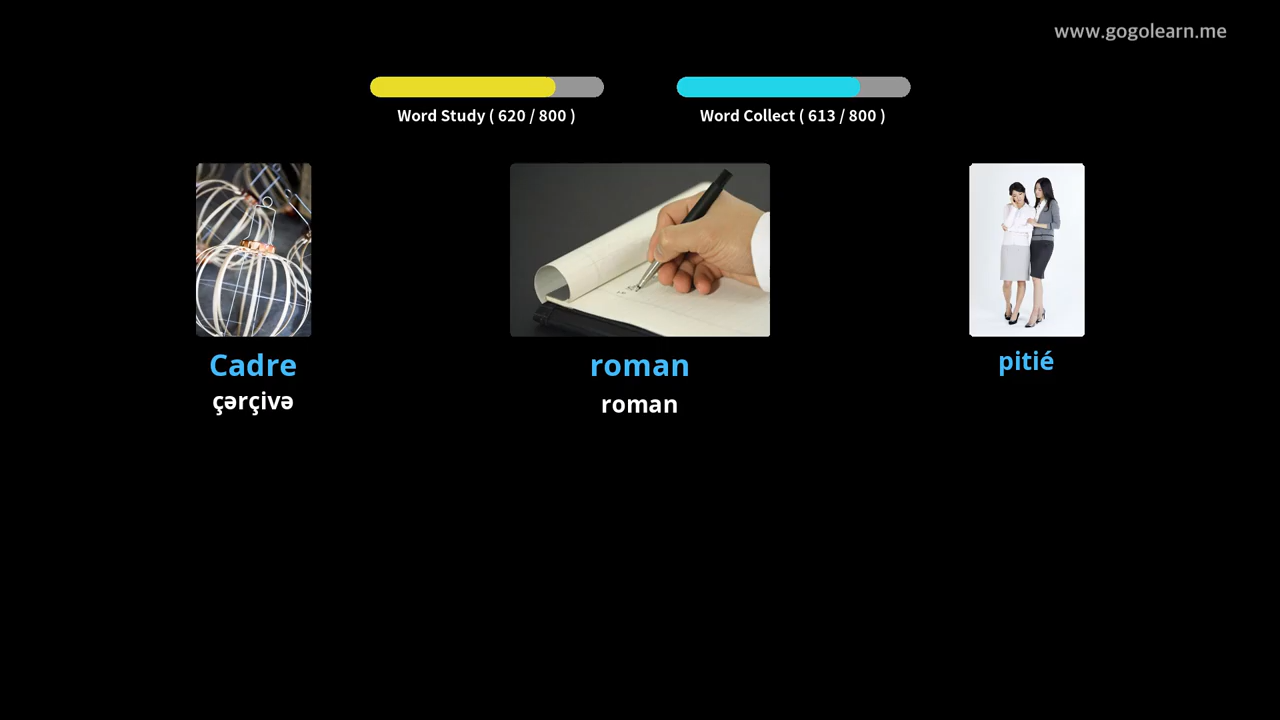 www.gogolearn.me
Word Study ( 620 / 800 )
Word Collect ( 613 / 800 )
Cadre
çərçivə
roman
roman
pitié